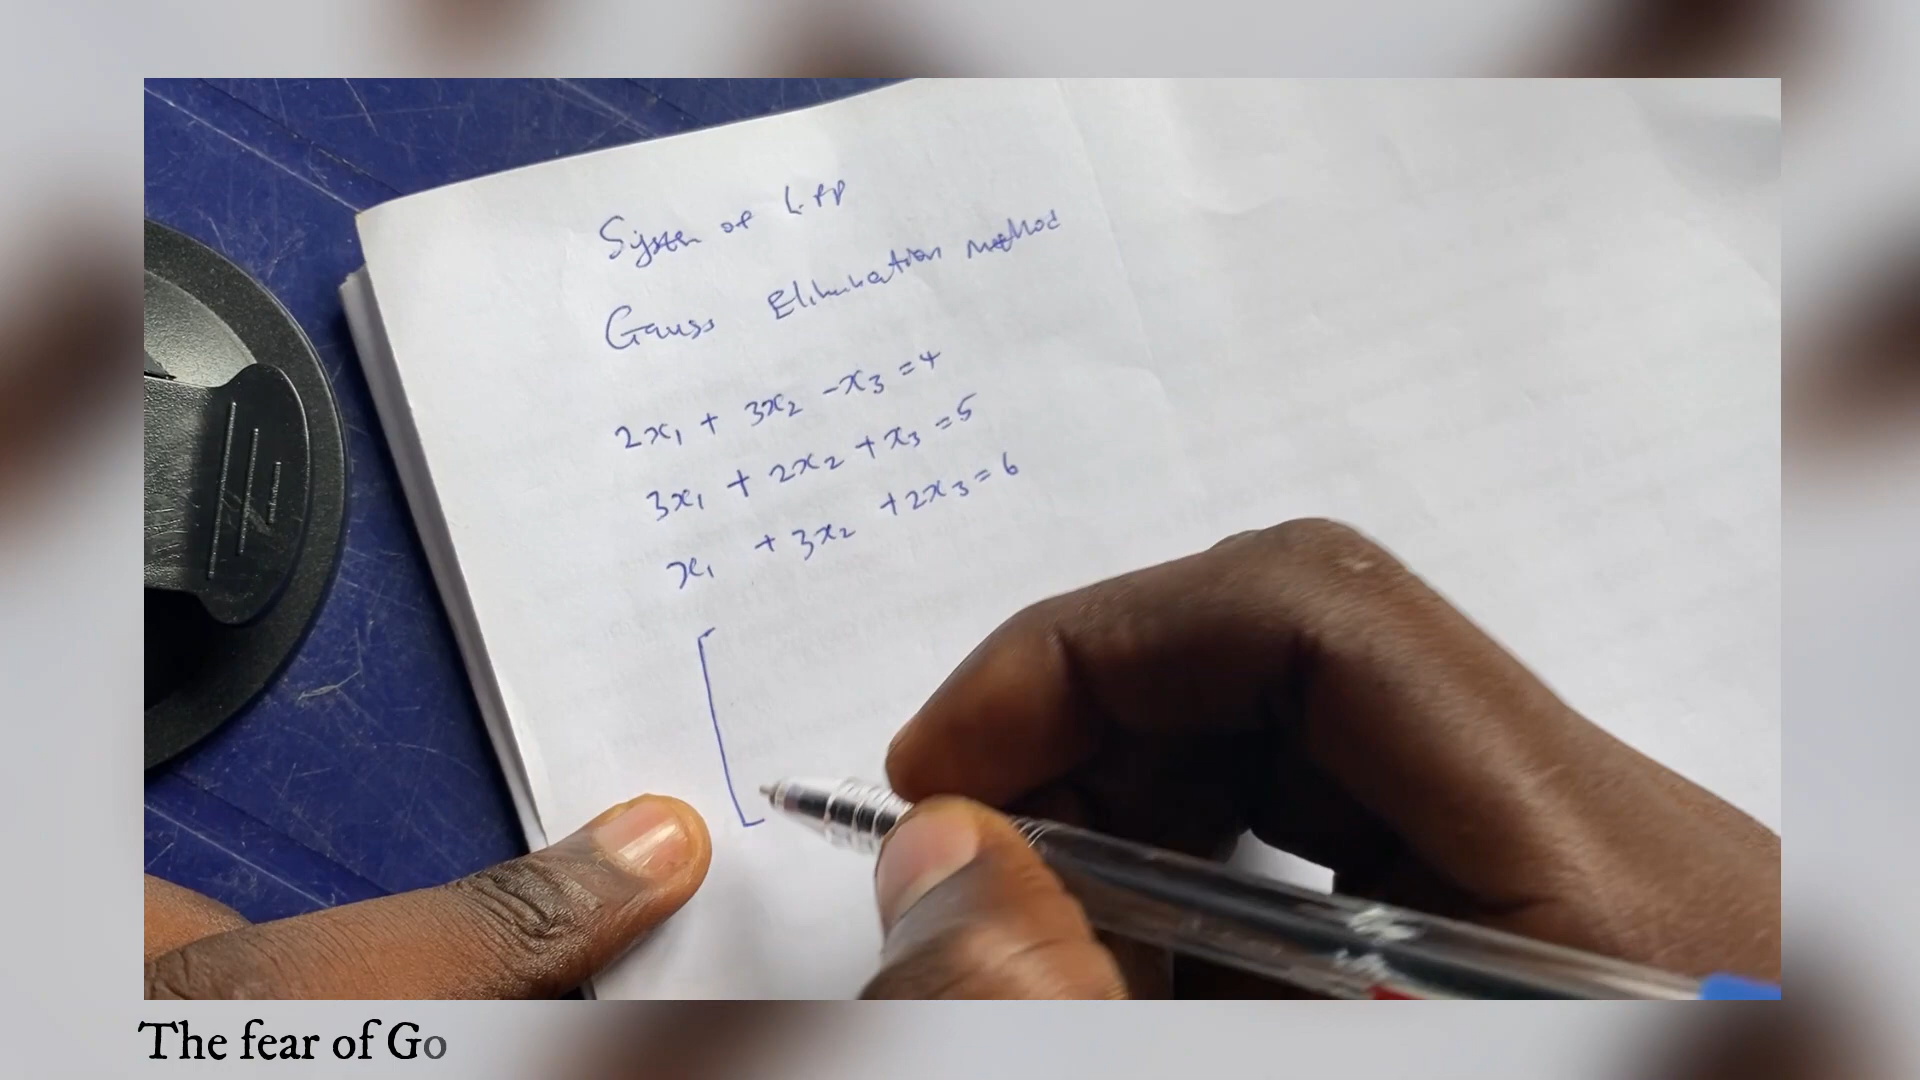 System of
Gauss Elimination method
2x₁ + 3x₂ - x₃ = 4
3x₁ + 2x₂ + x₃ = 5
x₁ + 3x₂ + 2x₃ = 6
[
The fear of Go